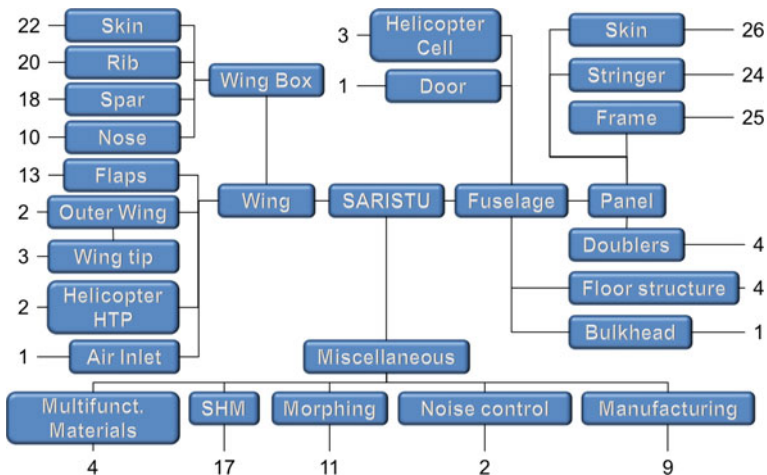 22 Skin
20 Rib
18 Spar
10 Nose
Wing Box
13 Flaps
2 Outer Wing
3 Wing tip
2 Helicopter
HTP
1 Air Inlet
3 Helicopter
Cell
1 Door
Skin 26
Stringer 24
Frame 25
Wing SARISTU Fuselage Panel
Doublers 4
Floor structure 4
Bulkhead 1
Miscellaneous
Multifunct.
Materials
SHM Morphing Noise control Manufacturing
4 17 11 2 9